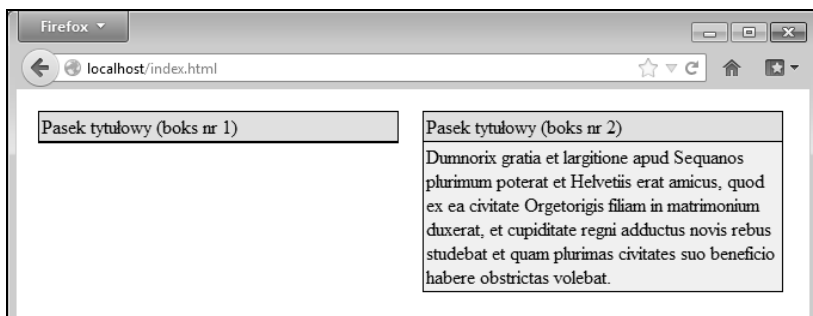 Firefox
localhost/index.html
Pasek tytułowy (boks nr 1)
Pasek tytułowy (boks nr 2)
Dumnorix gratia et largitione apud Sequanos
plurimum poterat et Helvetiis erat amicus, quod
ex ea civitate Orgetorigis filiam in matrimonium
duxerat, et cupiditate regni adductus novis rebus
studebat et quam plurimas civitates suo beneficio
habere obstrictas volebat.